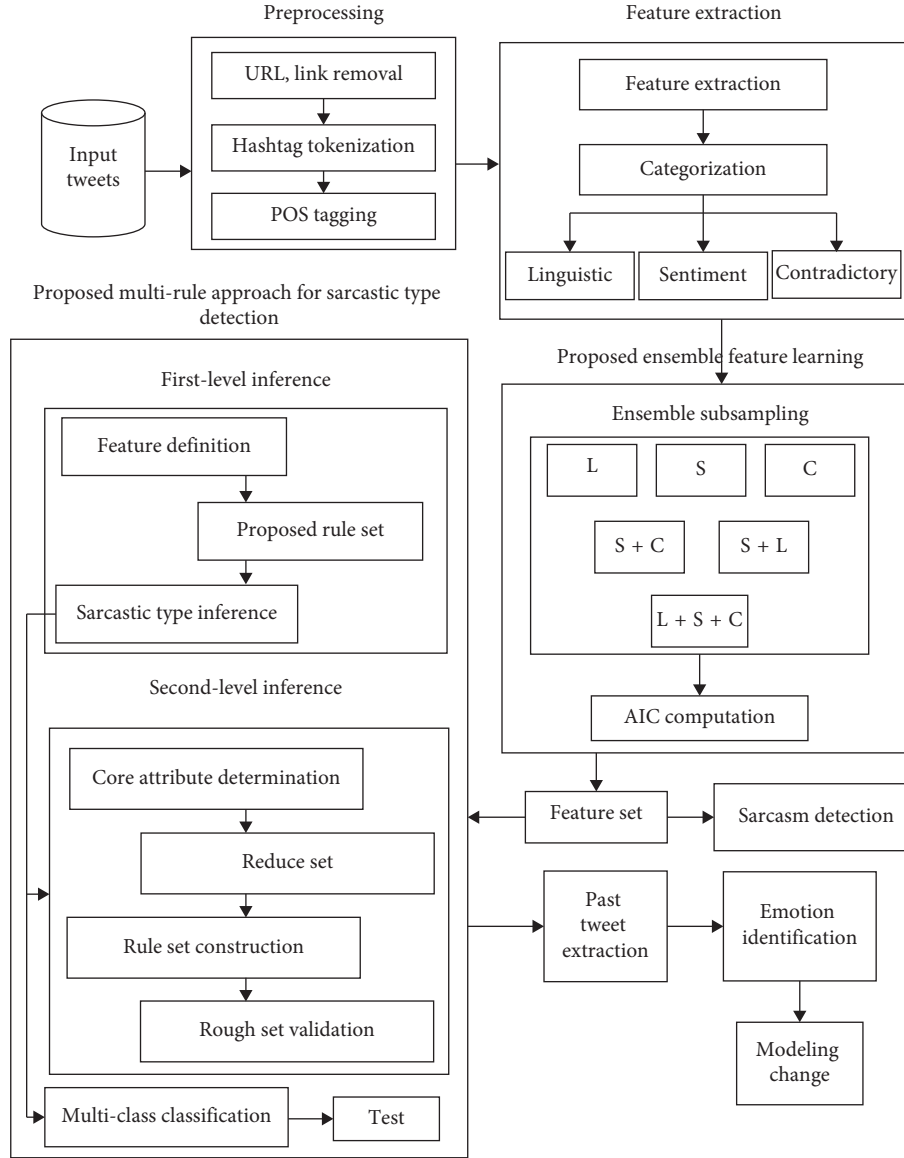 Preprocessing
URL, link removal
Hashtag tokenization
POS tagging
Input
tweets
Feature extraction
Feature extraction
Categorization
Linguistic
Sentiment
Contradictory
Proposed multi-rule approach for sarcastic type
detection
First-level inference
Feature definition
Proposed rule set
Sarcastic type inference
Second-level inference
Core attribute determination
Reduce set
Rule set construction
Rough set validation
Multi-class classification
Test
Proposed ensemble feature learning
Ensemble subsampling
L
S
C
S + C
S + L
L + S + C
AIC computation
Feature set
Sarcasm detection
Past
tweet
extraction
Emotion
identification
Modeling
change